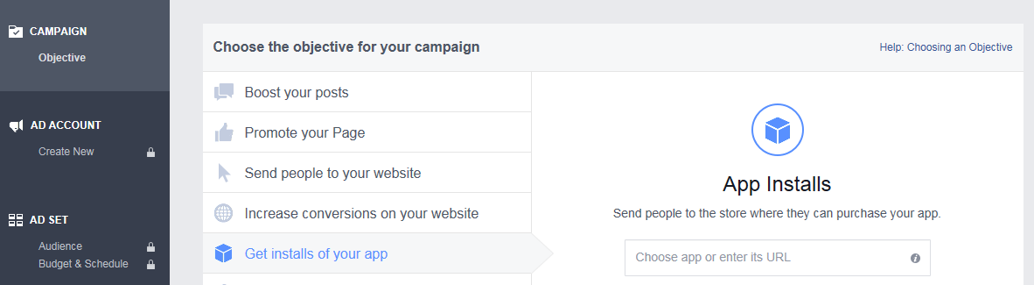 CAMPAIGN
Objective
AD ACCOUNT
Create New
AD SET
Audience
Budget & Schedule
Choose the objective for your campaign
Help: Choosing an Objective
Boost your posts
Promote your Page
Send people to your website
Increase conversions on your website
Get installs of your app
App Installs
Send people to the store where they can purchase your app.
Choose app or enter its URL